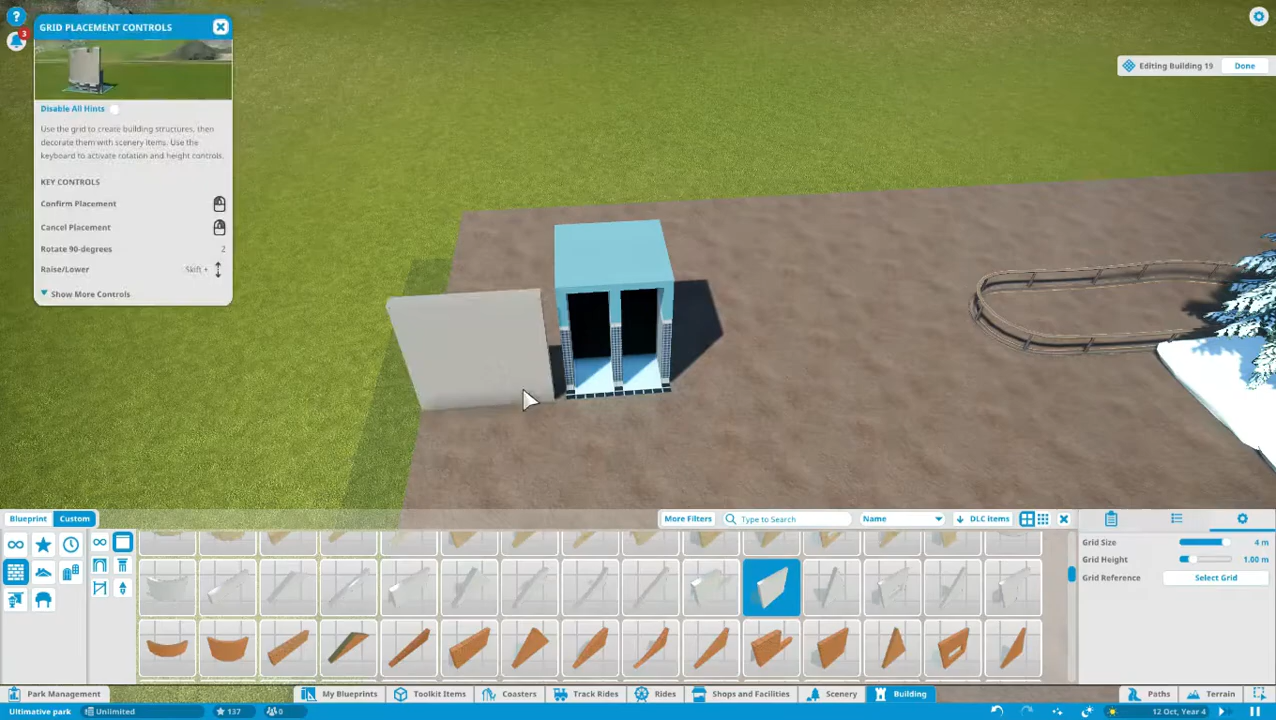 ?
3
GRID PLACEMENT CONTROLS
Disable All Hints
Use the grid to create building structures, then
decorate them with scenery items. Use the
keyboard to activate rotation and height controls.
KEY CONTROLS
Confirm Placement
Cancel Placement
Rotate 90-degrees 2
Raise/Lower Shift +
Show More Controls
Editing Building 19 Done
Blueprint Custom More Filters Type to Search Name DLC items
Grid Size 4 m
Grid Height 1.00 m
Grid Reference Select Grid
Park Management My Blueprints Toolkit Items Coasters Track Rides Rides Shops and Facilities Scenery Building Paths Terrain
Ultimative park Unlimited 137 0 12 Oct, Year 4